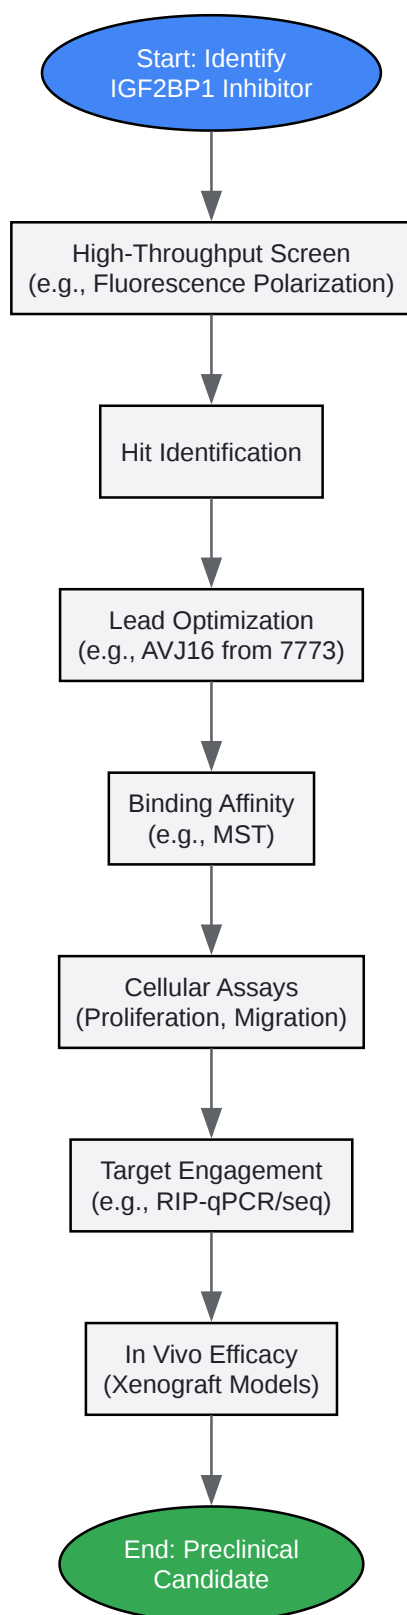 Start: Identify
IGF2BP1 Inhibitor
High-Throughput Screen
(e.g., Fluorescence Polarization)
Hit Identification
Lead Optimization
(e.g., AVJ16 from 7773)
Binding Affinity
(e.g., MST)
Cellular Assays
(Proliferation, Migration)
Target Engagement
(e.g., RIP-qPCR/seq)
In Vivo Efficacy
(Xenograft Models)
End: Preclinical
Candidate